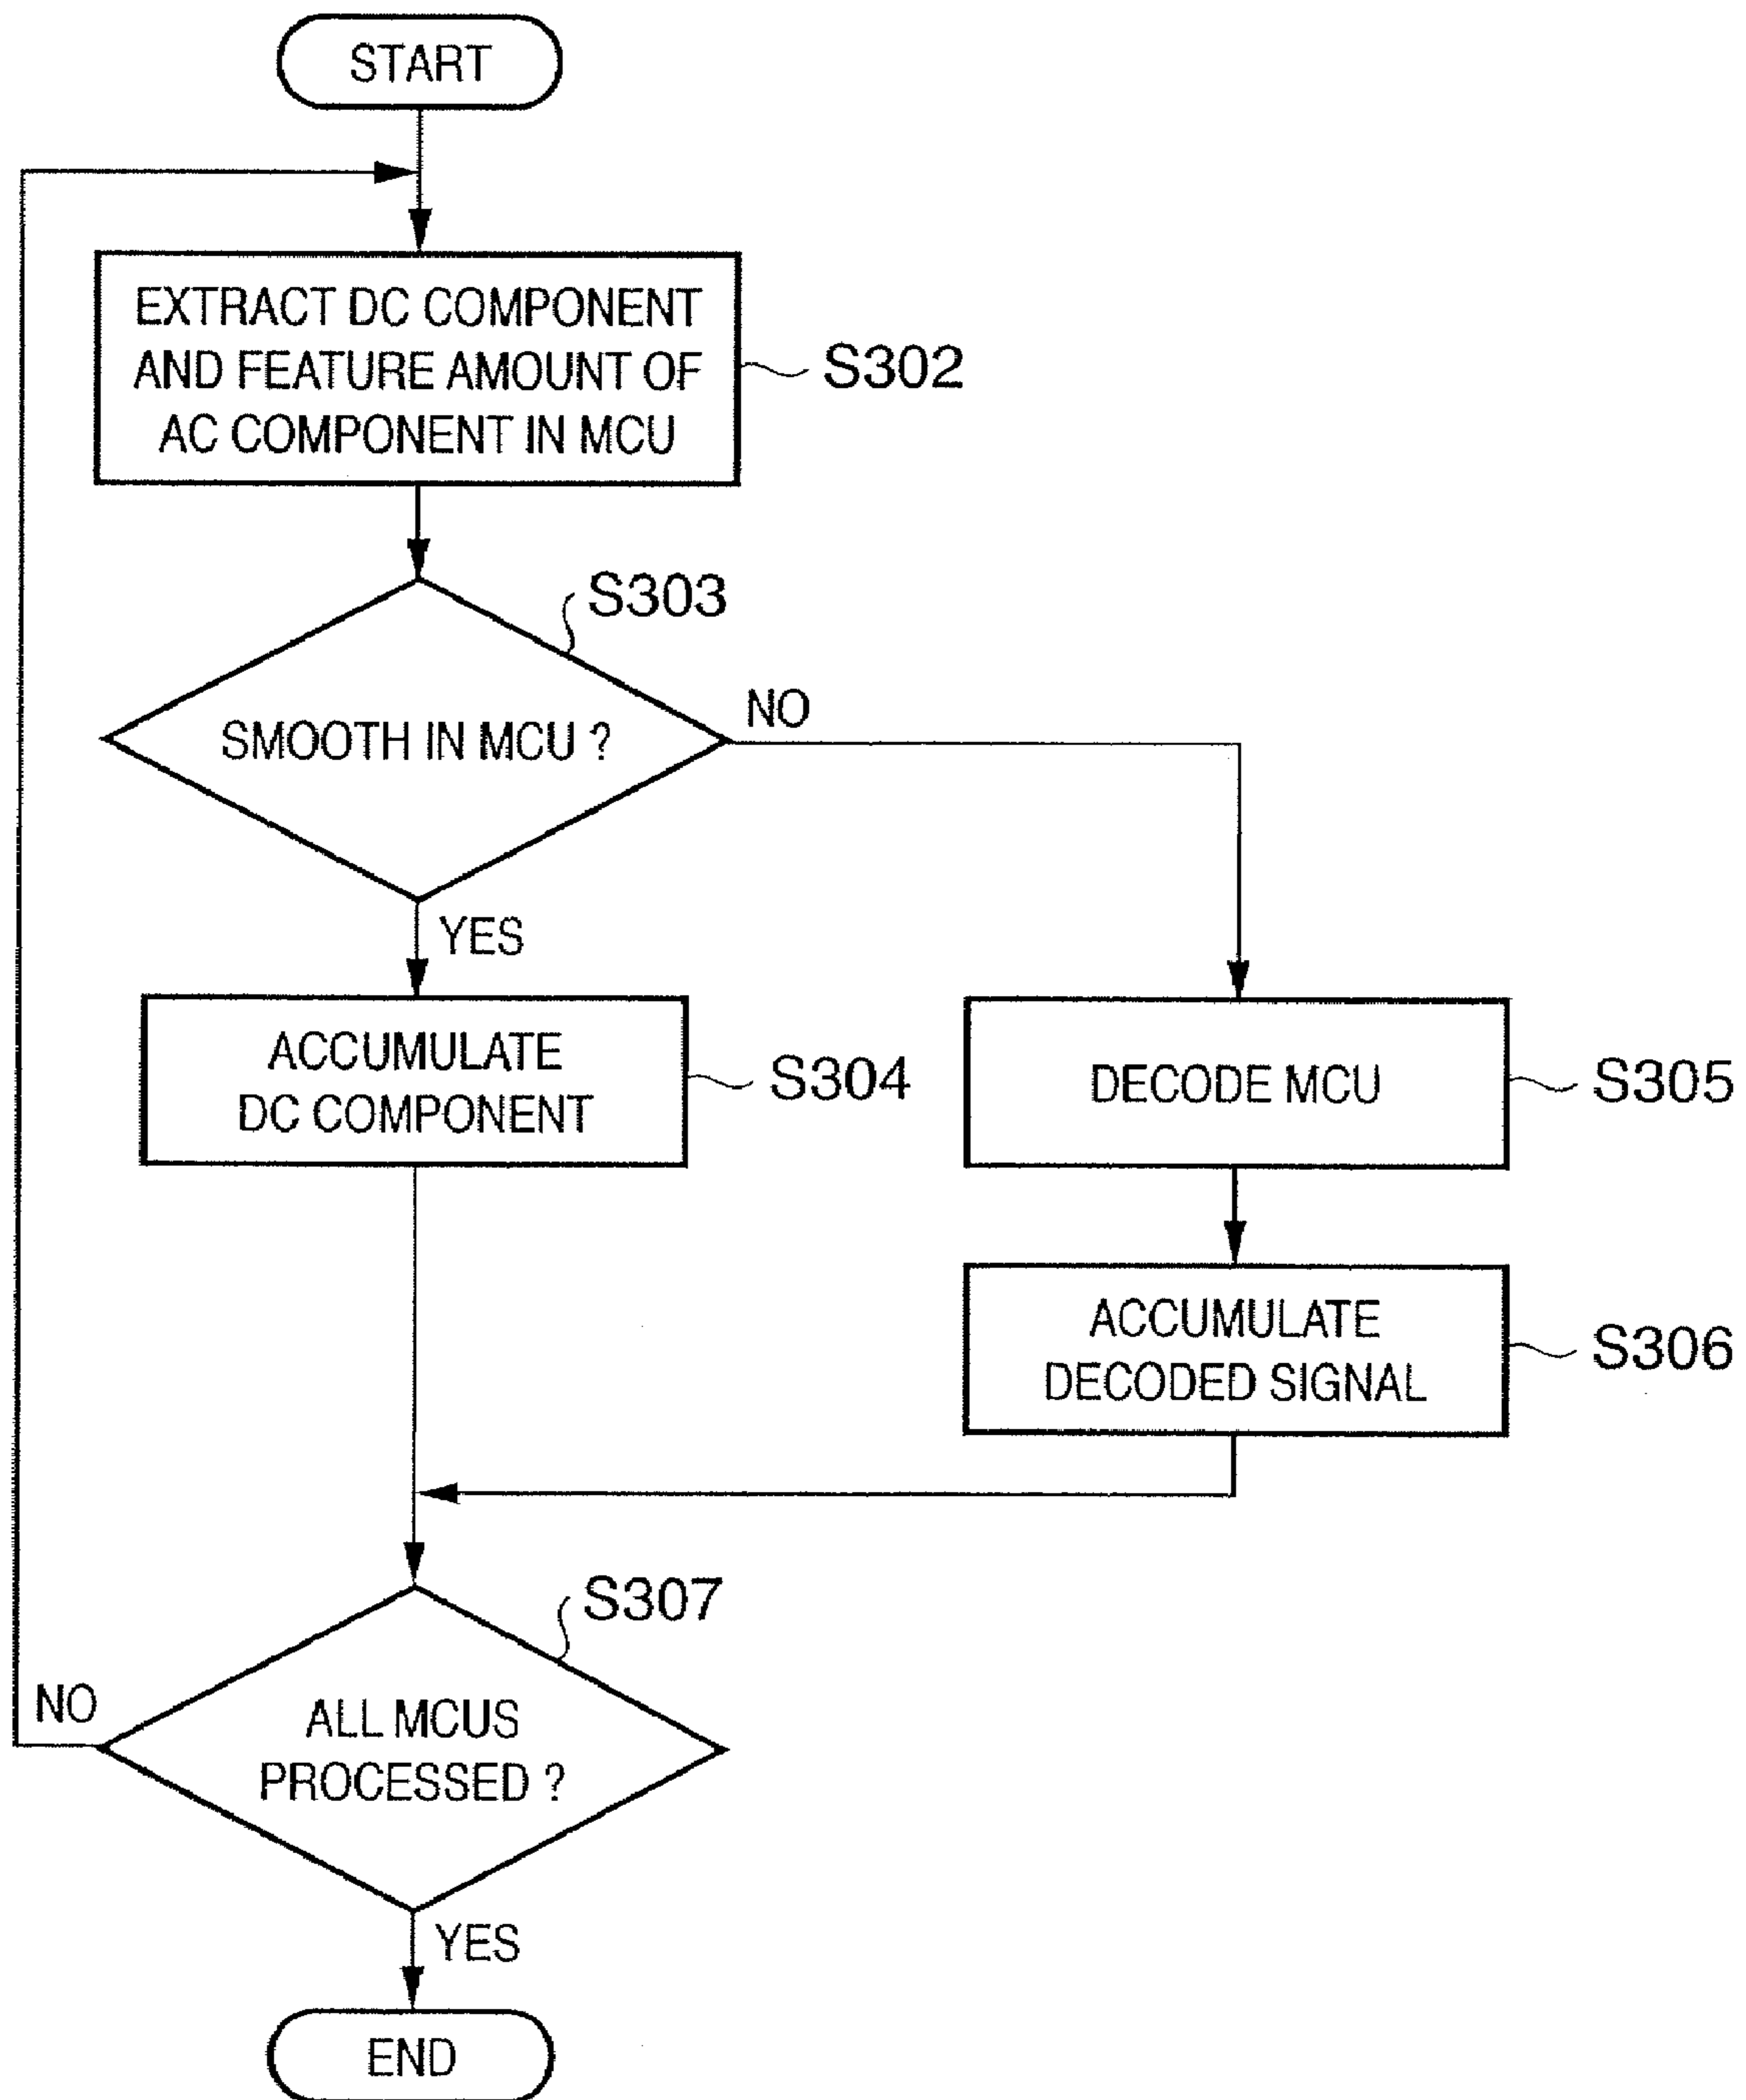 START
EXTRACT DC COMPONENT
AND FEATURE AMOUNT OF
AC COMPONENT IN MCU
S302
S303
SMOOTH IN MCU ?
NO
YES
ACCUMULATE
DC COMPONENT
S304
DECODE MCU
S305
ACCUMULATE
DECODED SIGNAL
S306
S307
ALL MCUS
PROCESSED ?
NO
YES
END